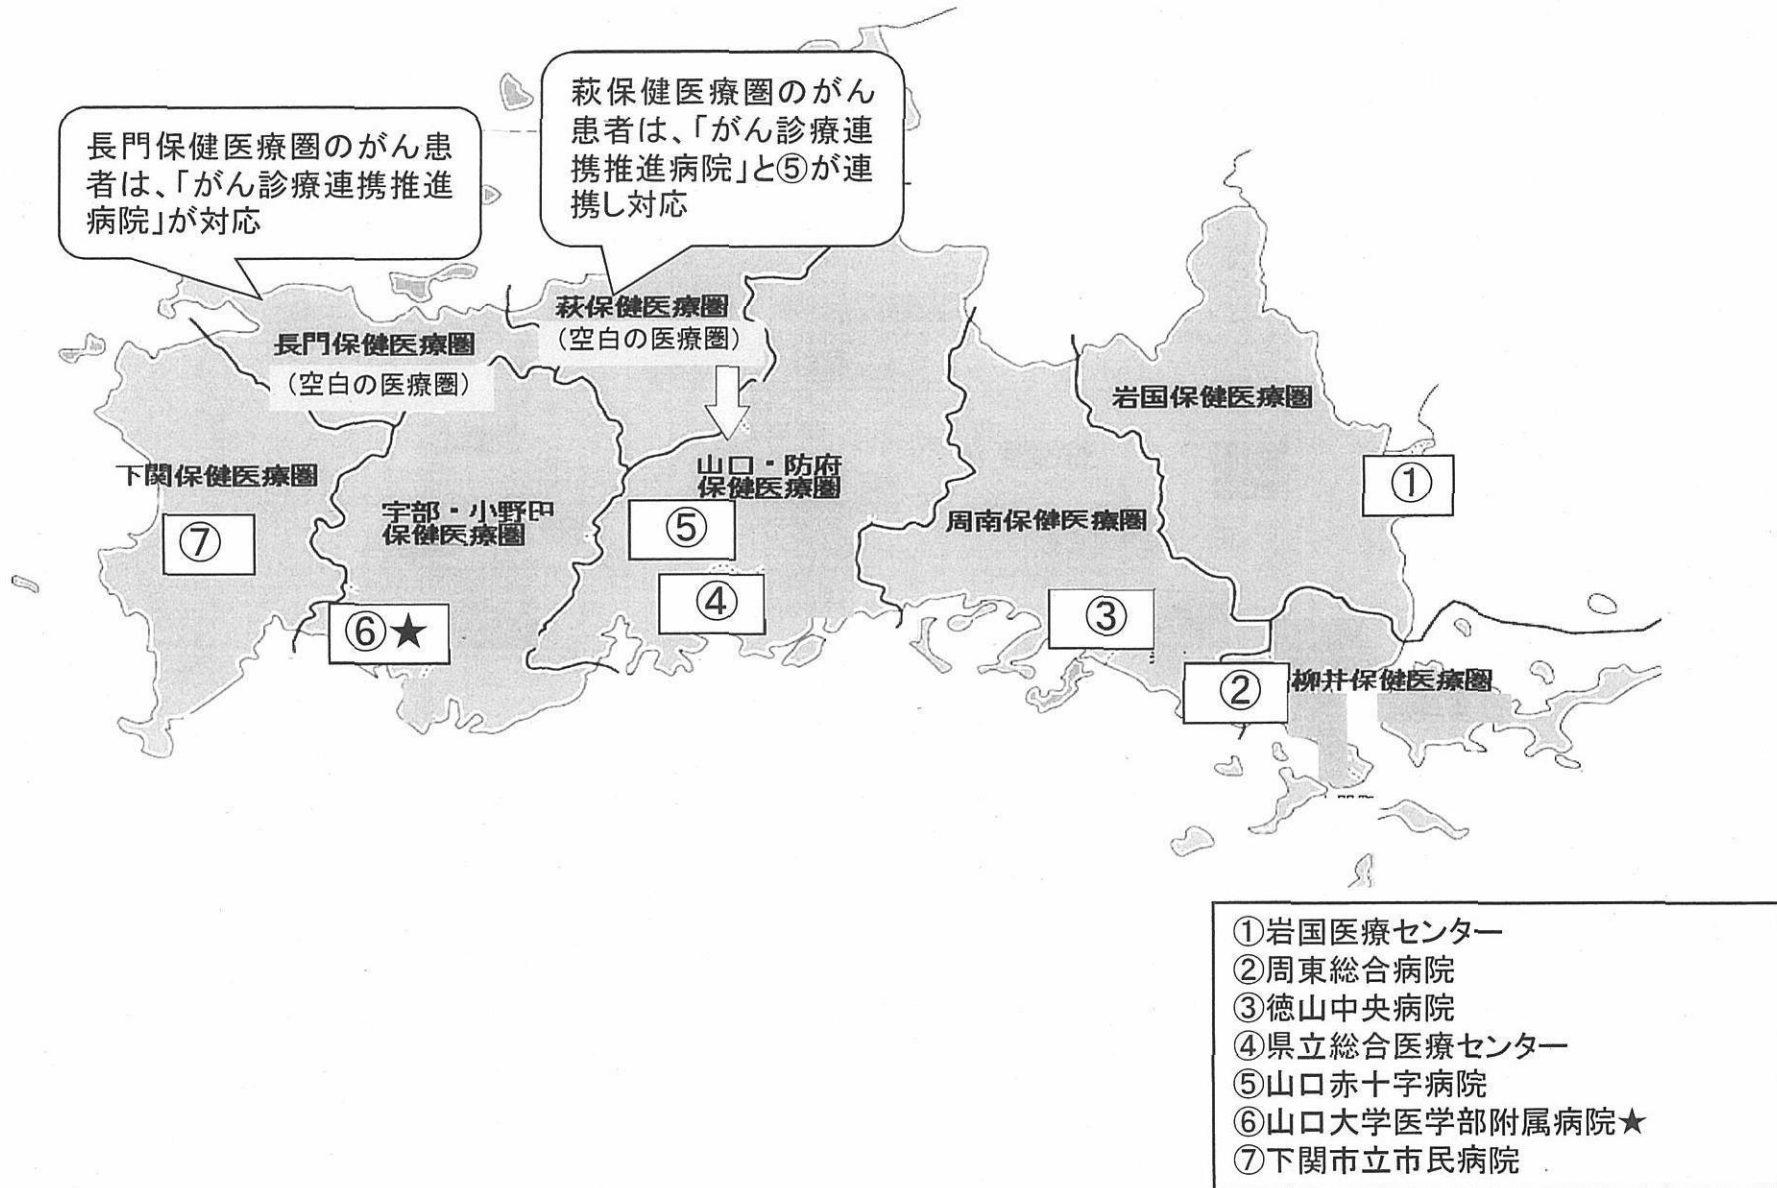 長門保健医療圏のがん患
者は、「がん診療連携推進
病院」が対応
萩保健医療圏のがん
患者は、「がん診療連
携推進病院」と⑤が連
携し対応
萩保健医療圏
(空白の医療圏)
長門保健医療圏
(空白の医療圏)
岩国保健医療圏
下関保健医療圏
山口・防府
保健医療圏
①
宇部・小野田
保健医療圏
周南保健医療圏
⑤
⑦
④
③
⑥★
②
柳井保健医療圏
①岩国医療センター
②周東総合病院
③徳山中央病院
④県立総合医療センター
⑤山口赤十字病院
⑥山口大学医学部附属病院★
⑦下関市立市民病院